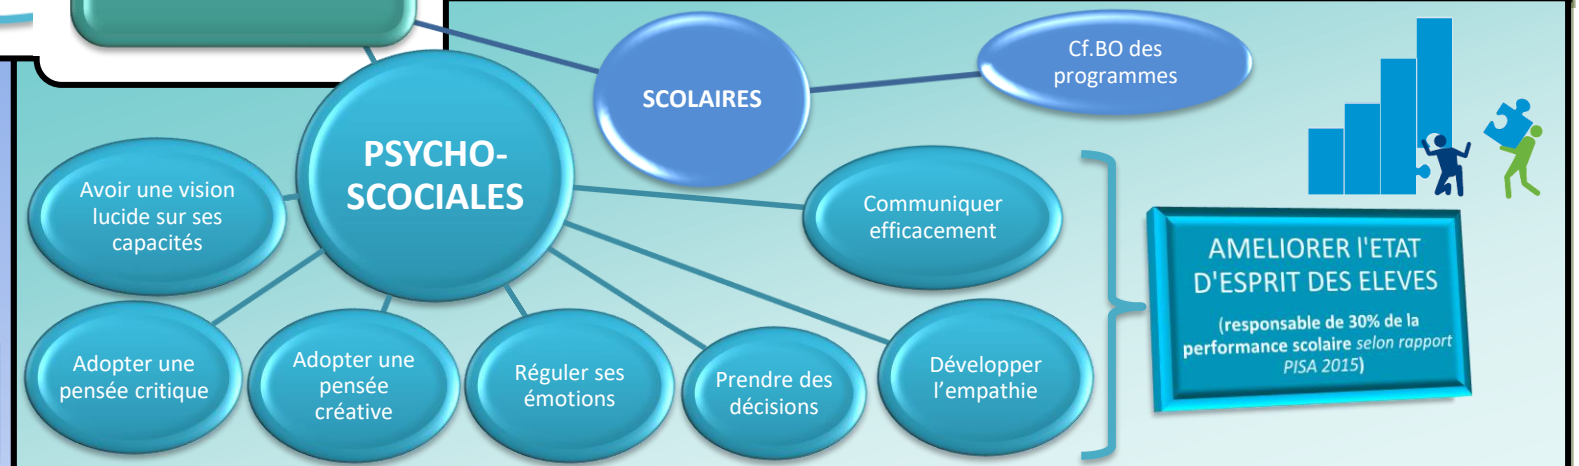 Cf.BO des
programmes
SCOLAIRES
PSYCHO-
SCOCIALES
Avoir une vision
lucide sur ses
capacités
Communiquer
efficacement
AMELIORER l'ETAT
D'ESPRIT DES ELEVES
(responsable de 30% de la
performance scolaire selon rapport
PISA 2015)
Adopter une
pensée critique
Adopter une
pensée
créative
Réguler ses
émotions
Prendre des
décisions
Développer
l’empathie